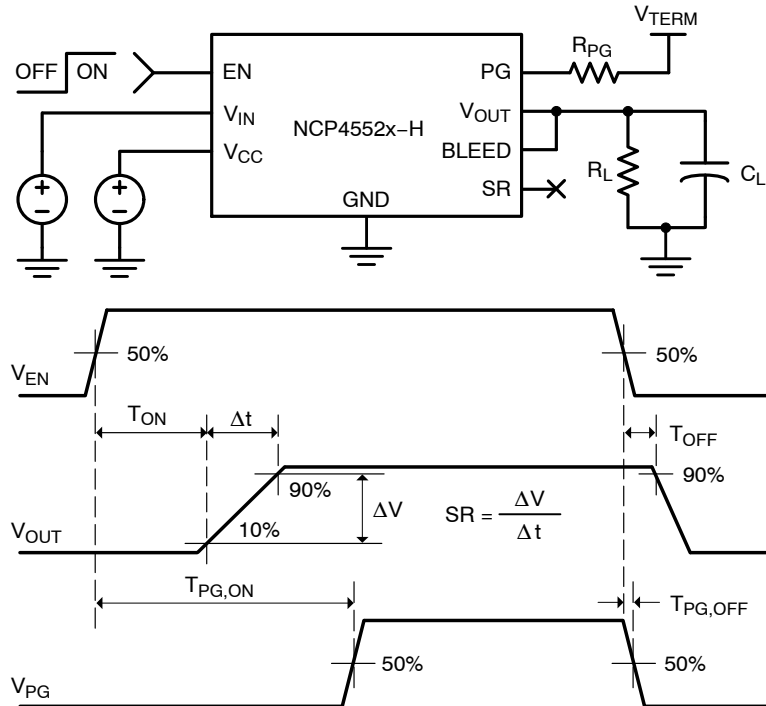 V_TERM
R_PG
OFF ON EN PG
V_IN V_OUT
NCP4552x−H
V_CC BLEED
R_L C_L
SR
GND
+ +
− −
50% 50%
V_EN
T_ON Δt T_OFF
90% 90%
ΔV SR = ΔV / Δt
10%
V_OUT
T_PG,ON T_PG,OFF
50% 50%
V_PG